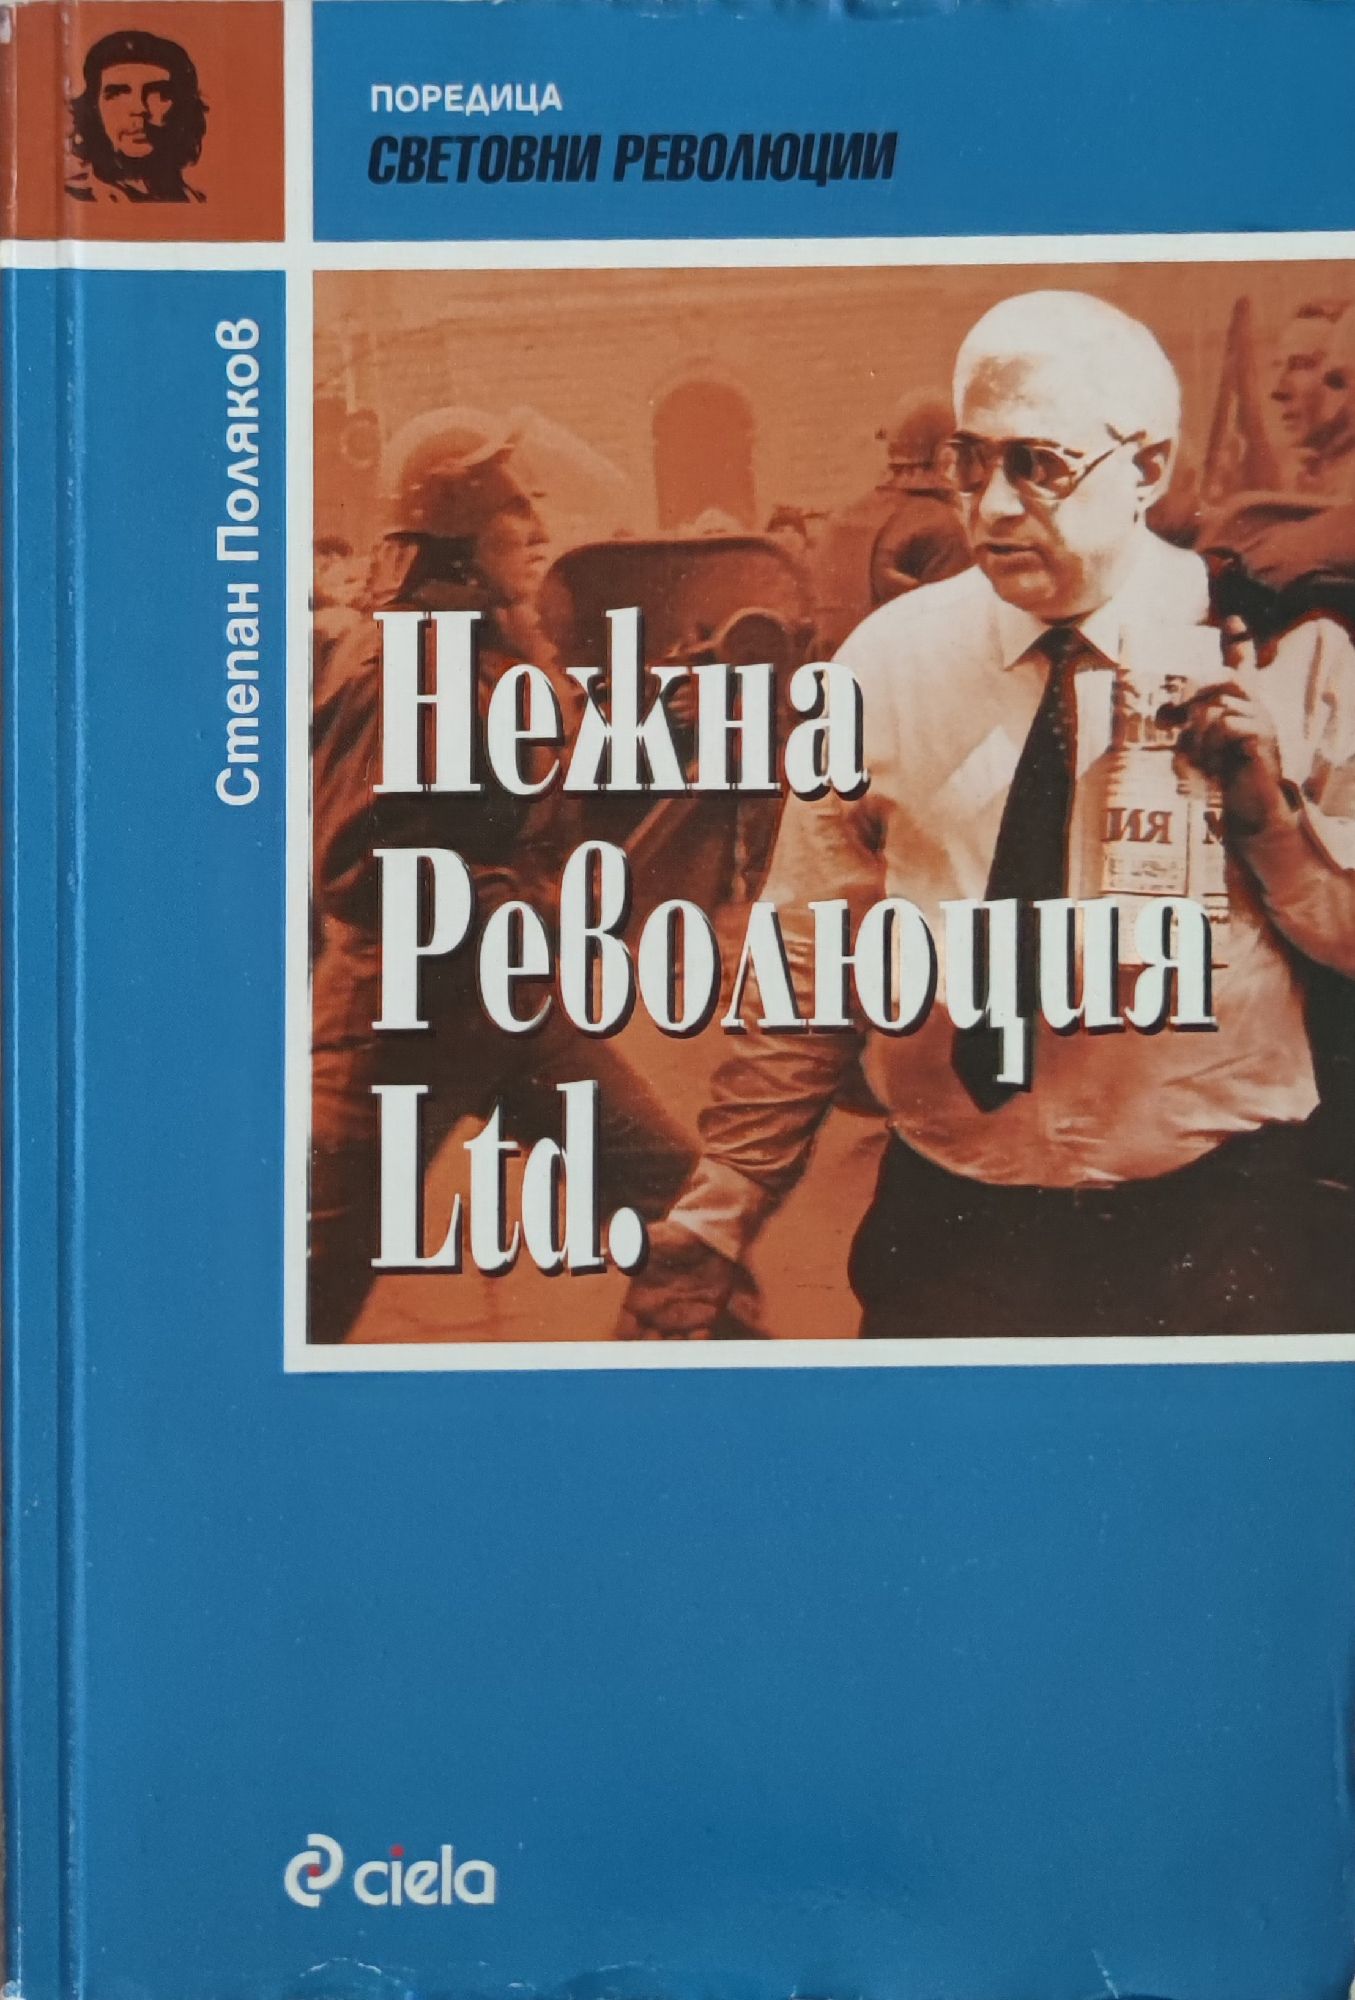 ПОРЕДИЦА
СВЕТОВНИ РЕВОЛЮЦИИ
Степан Поляков
Нежна
Революция
Ltd.
ciela